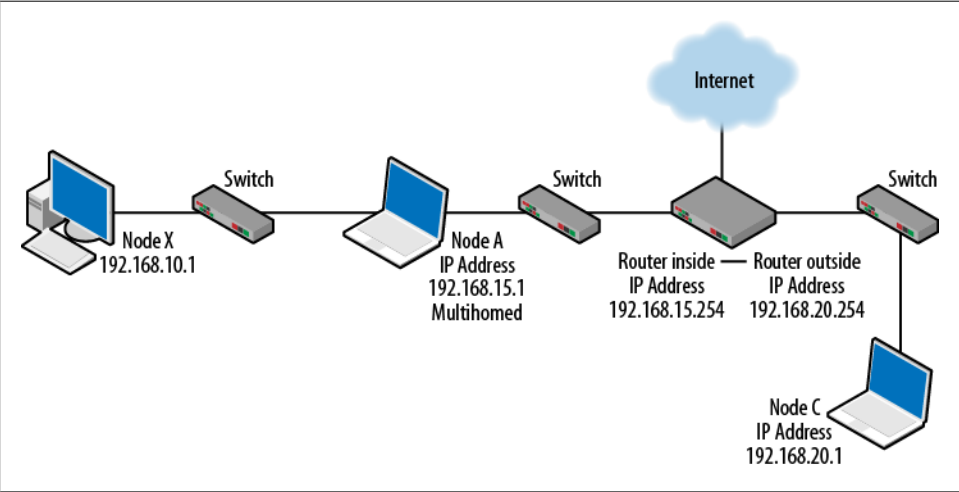 Internet
Switch
Switch
Switch
Node X
192.168.10.1
Node A
IP Address
192.168.15.1
Multihomed
Router inside
IP Address
192.168.15.254
Router outside
IP Address
192.168.20.254
Node C
IP Address
192.168.20.1